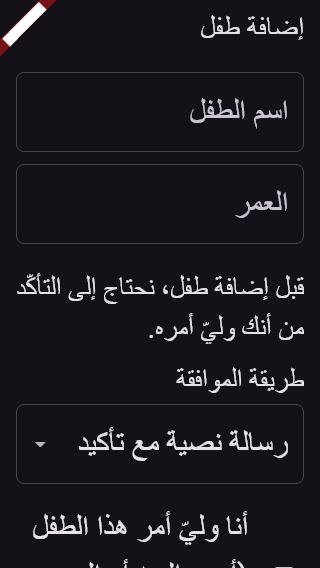 إضافة طفل
اسم الطفل
العمر
قبل إضافة طفل، نحتاج إلى التأكّد
من أنك وليّ أمره.
طريقة الموافقة
رسالة نصية مع تأكيد
أنا وليّ أمر هذا الطفل